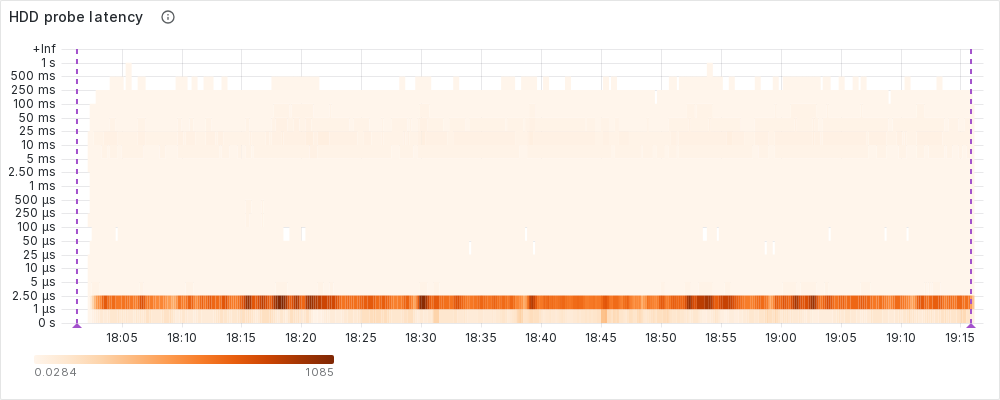 HDD probe latency
+Inf
1 s
500 ms
250 ms
100 ms
50 ms
25 ms
10 ms
5 ms
2.50 ms
1 ms
500 µs
250 µs
100 µs
50 µs
25 µs
10 µs
5 µs
2.50 µs
1 µs
0 s
18:05 18:10 18:15 18:20 18:25 18:30 18:35 18:40 18:45 18:50 18:55 19:00 19:05 19:10 19:15
0.0284 1085